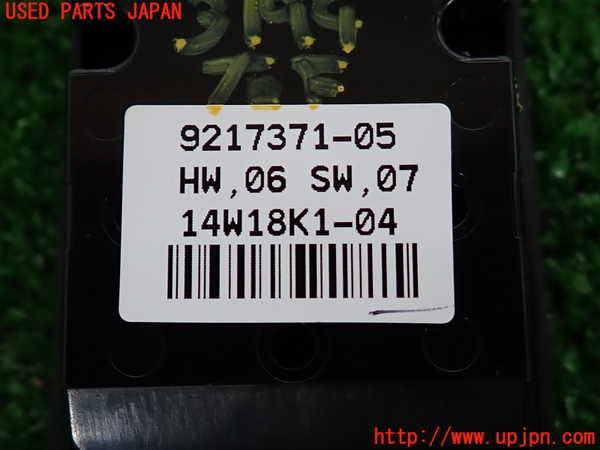 USED PARTS JAPAN
9217371-05
HW,06 SW,07
14W18K1-04
http://www.upjpn.com